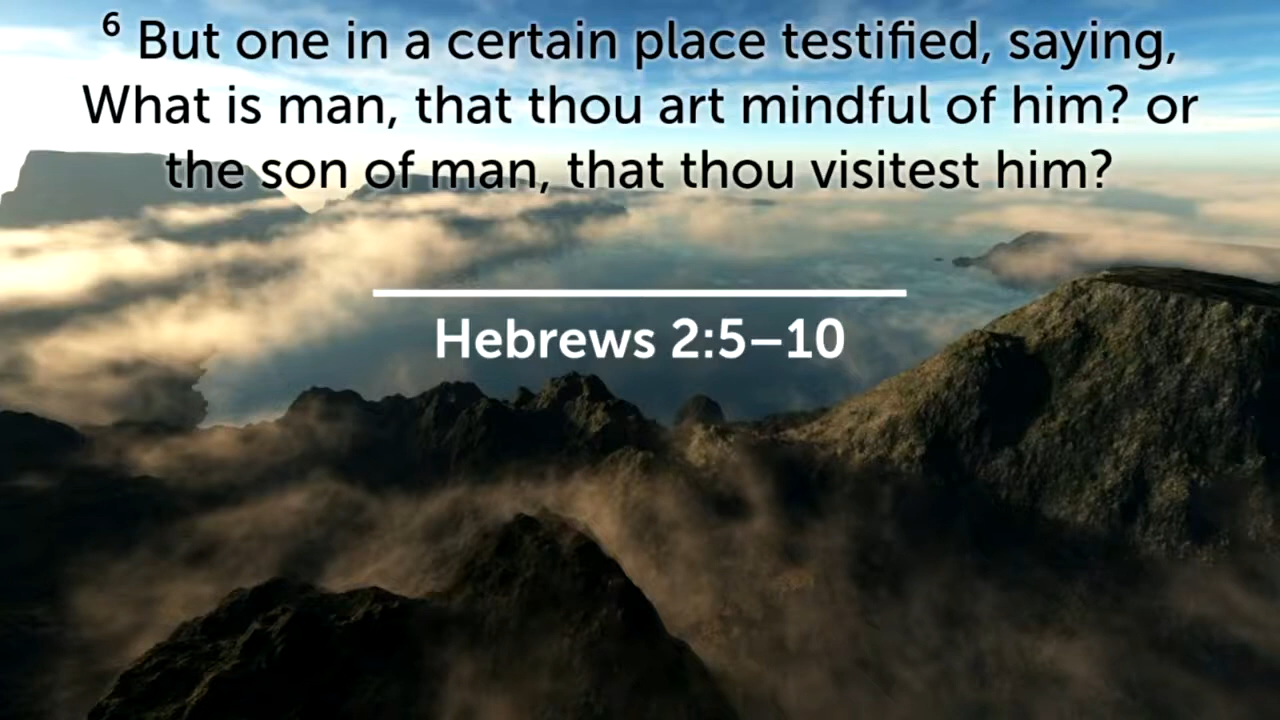 6 But one in a certain place testified, saying,
What is man, that thou art mindful of him? or
the son of man, that thou visitest him?
Hebrews 2:5–10